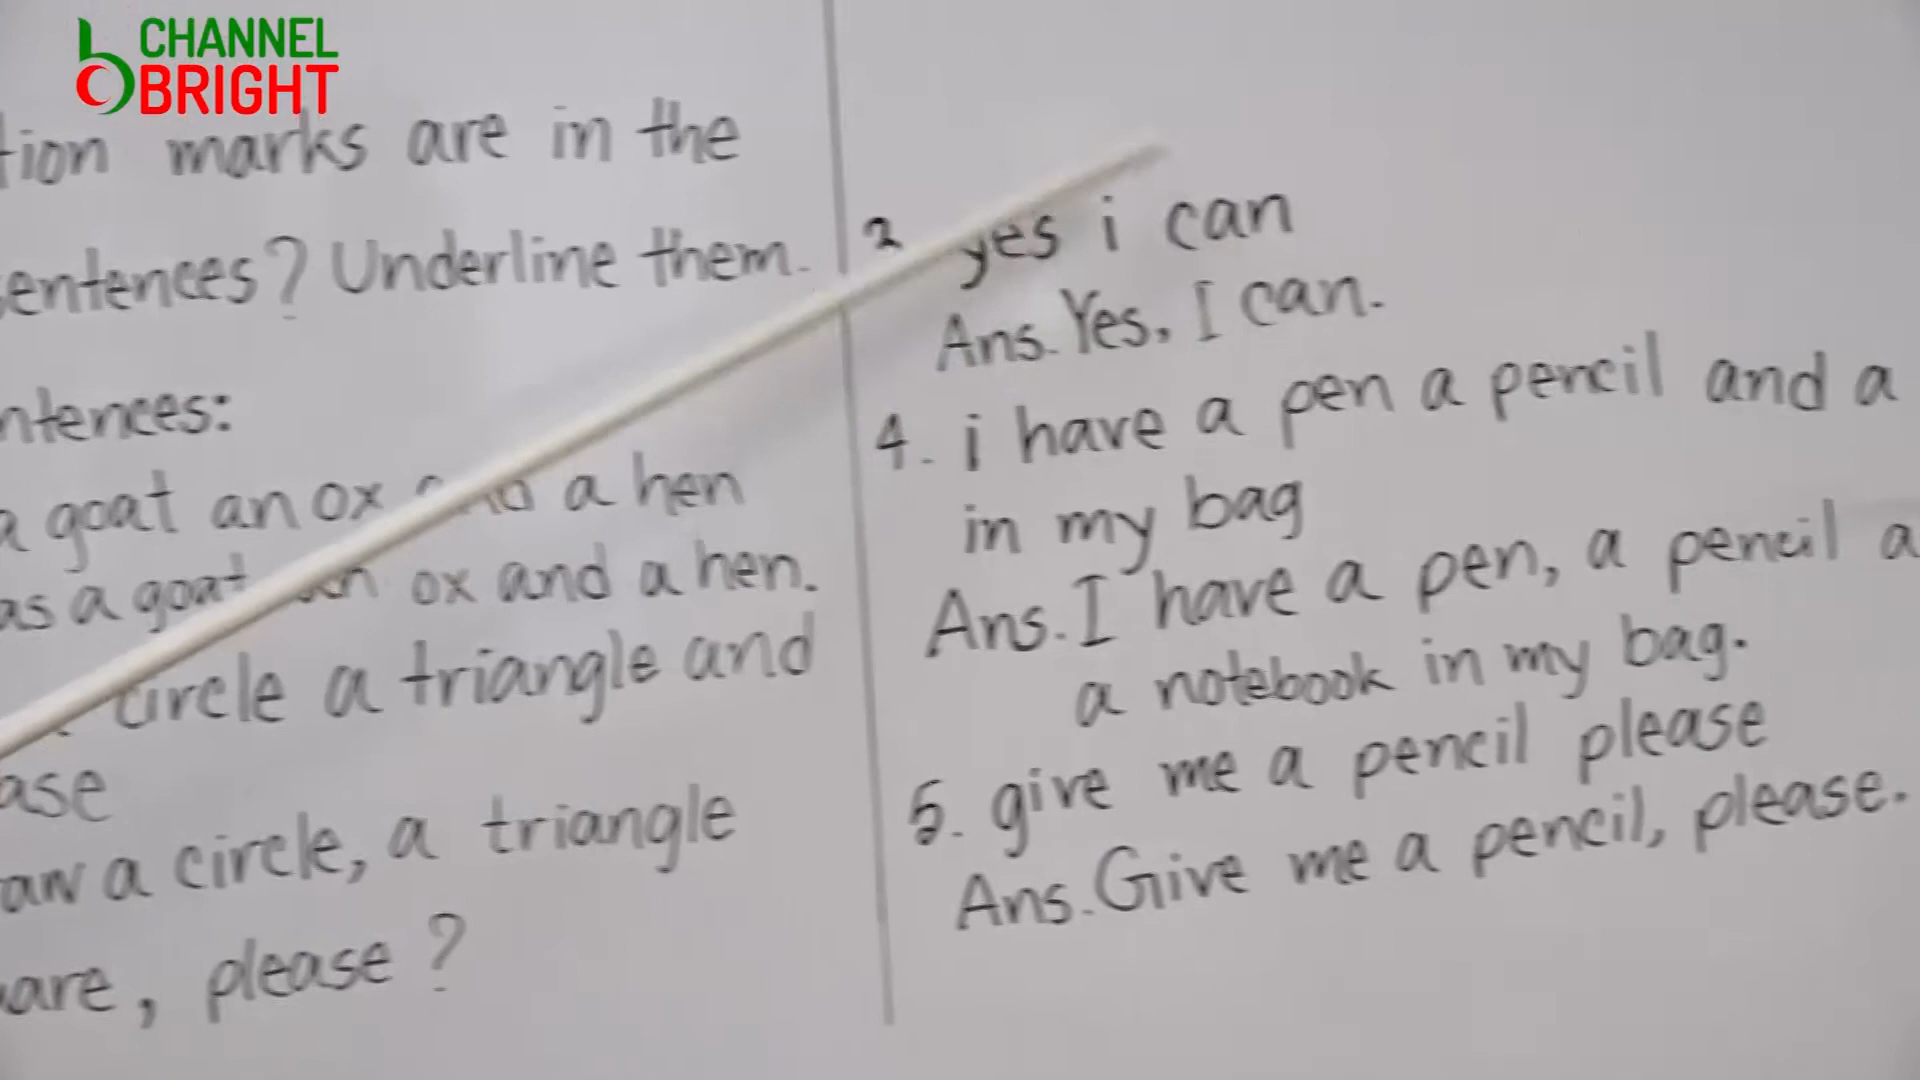 CHANNEL
BRIGHT
tion marks are in the
entences? Underline them.
ntences:
a goat an ox a hen
as a goat an ox and a hen.
circle a triangle and
ase
aw a circle, a triangle
are, please?
yes i can
Ans. Yes, I can.
4. i have a pen a pencil and a
in my bag
Ans. I have a pen, a pencil a
a notebook in my bag.
5. give me a pencil please
Ans. Give me a pencil, please.